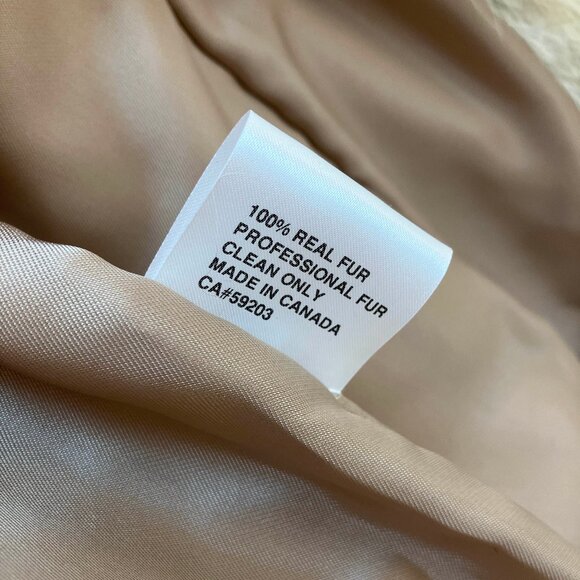 100% REAL FUR
PROFESSIONAL FUR
CLEAN ONLY
MADE IN CANADA
CA#59203